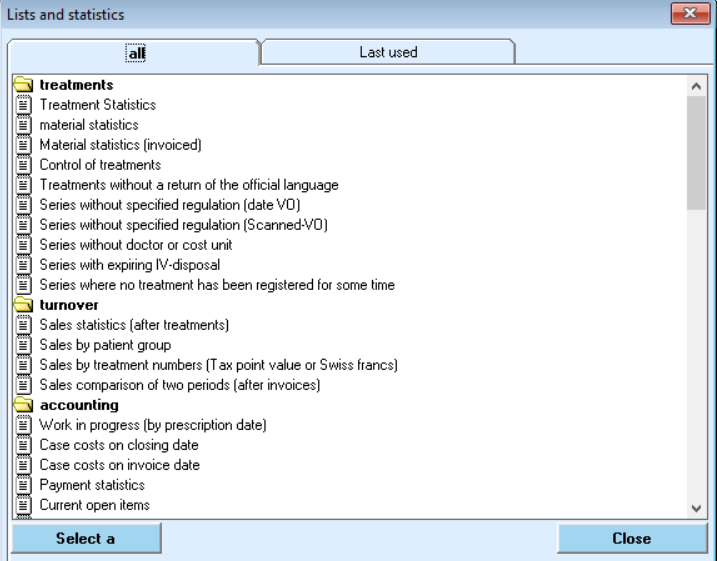 Lists and statistics
all
Last used
treatments
Treatment Statistics
material statistics
Material statistics (invoiced)
Control of treatments
Treatments without a return of the official language
Series without specified regulation (date VO)
Series without specified regulation (Scanned-VO)
Series without doctor or cost unit
Series with expiring IV-disposal
Series where no treatment has been registered for some time
turnover
Sales statistics (after treatments)
Sales by patient group
Sales by treatment numbers (Tax point value or Swiss francs)
Sales comparison of two periods (after invoices)
accounting
Work in progress (by prescription date)
Case costs on closing date
Case costs on invoice date
Payment statistics
Current open items
Select a
Close